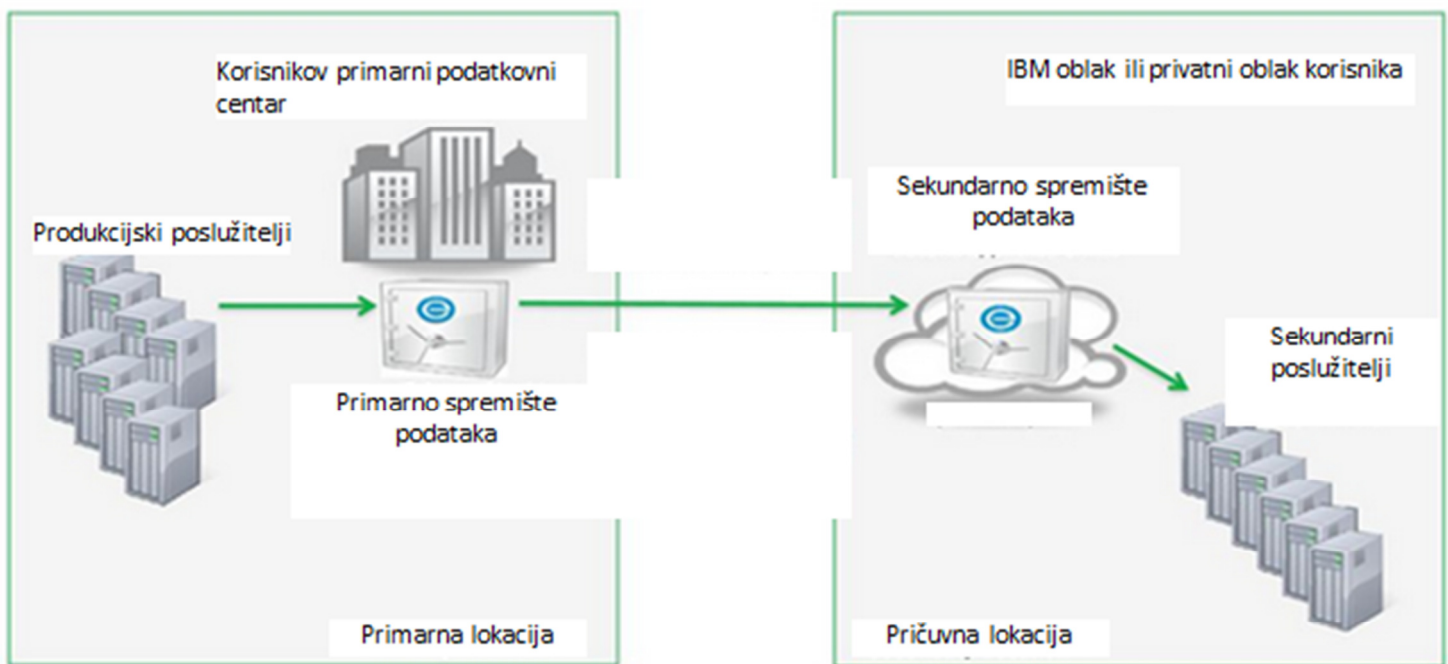 Korisnikov primarni podatkovni
centar
Produkcijski poslužitelji
Primarno spremište
podataka
Primarna lokacija
IBM oblak ili privatni oblak korisnika
Sekundarno spremište
podataka
Sekundarni
poslužitelji
Pričuvna lokacija